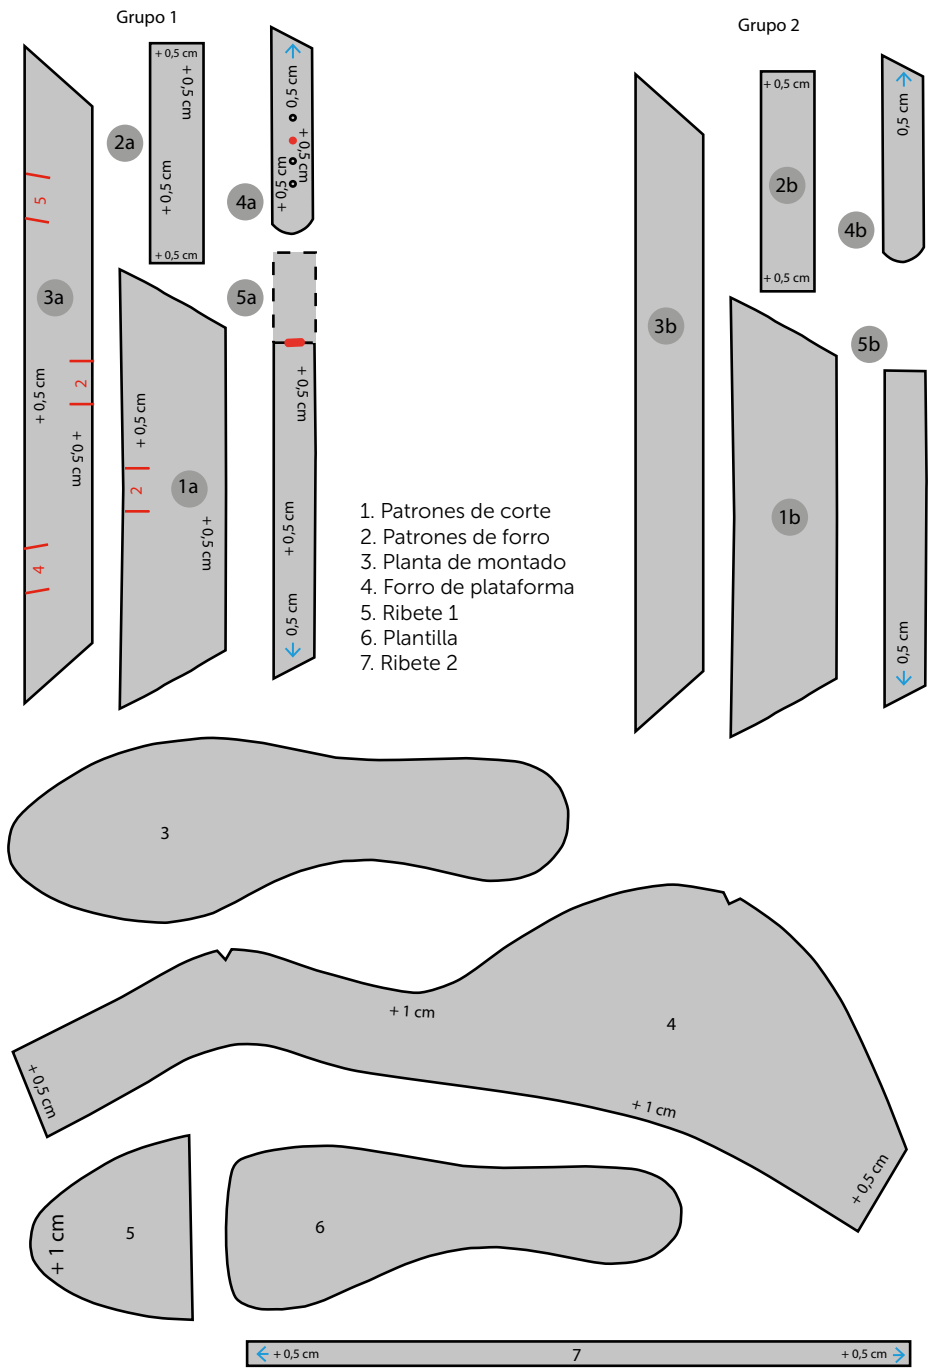 Grupo 1
Grupo 2
+ 0,5 cm
+ 0,5 cm
+ 0,5 cm
+ 0,5 cm
2a
0,5 cm
+ 0,5 cm
+ 0,5 cm
4a
5
3a
+ 0,5 cm
2
+ 0,5 cm
4
+ 0,5 cm
2
1a
+ 0,5 cm
5a
+ 0,5 cm
+ 0,5 cm
0,5 cm
+ 0,5 cm
2b
+ 0,5 cm
0,5 cm
4b
3b
5b
1b
0,5 cm
1. Patrones de corte
2. Patrones de forro
3. Planta de montado
4. Forro de plataforma
5. Ribete 1
6. Plantilla
7. Ribete 2
3
+ 1 cm
4
+ 0,5 cm
+ 1 cm
+ 0,5 cm
+ 1 cm
5
6
+ 0,5 cm
7
+ 0,5 cm